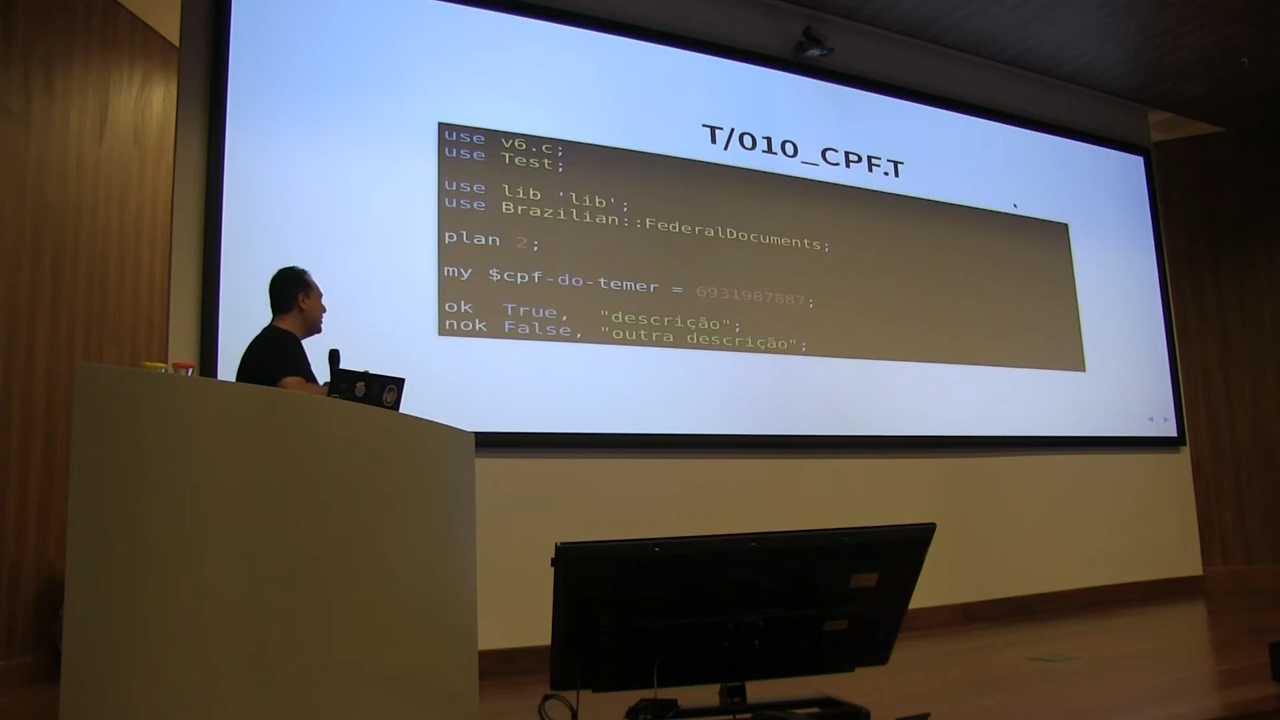 T/010_CPF.T
use v6.c;
use Test;
use lib 'lib';
use Brazilian::FederalDocuments;
plan 2;
my $cpf-do-temer = 6931987887;
ok True, "descrição";
nok False, "outra descrição";